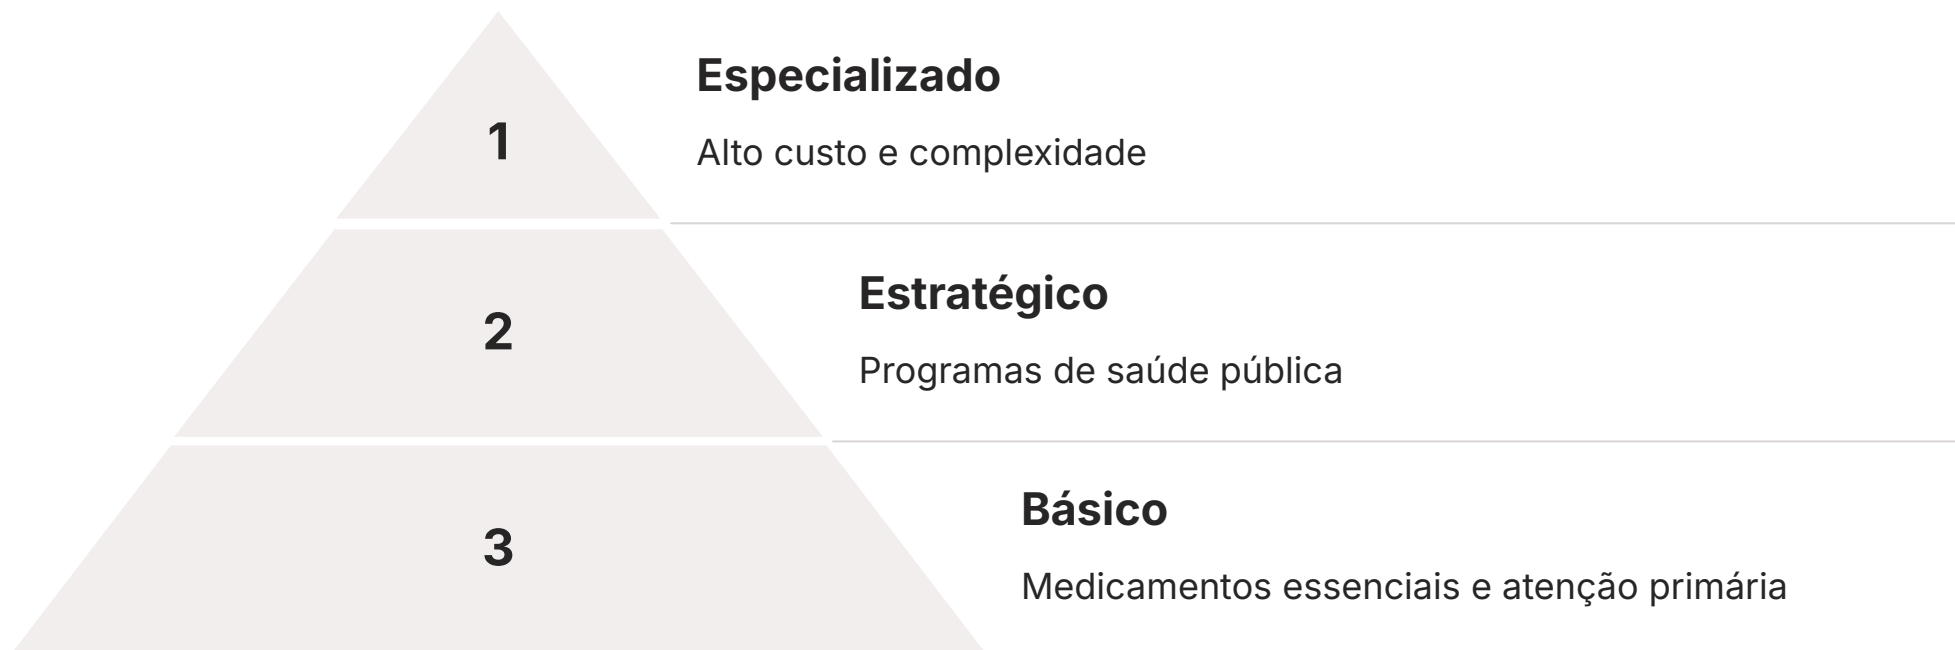 1
Especializado
Alto custo e complexidade
2
Estratégico
Programas de saúde pública
3
Básico
Medicamentos essenciais e atenção primária